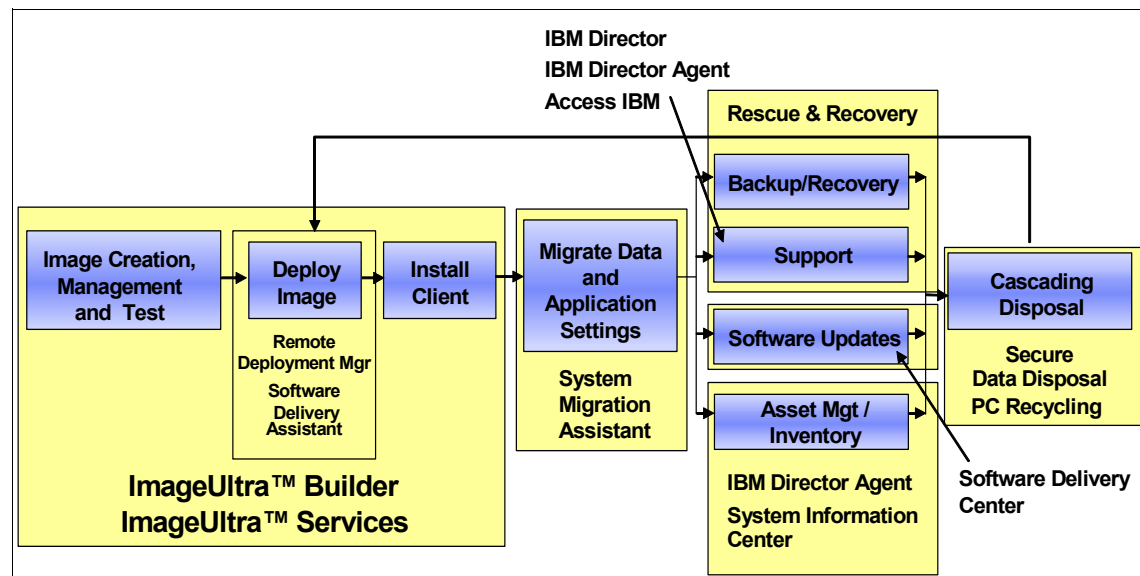 IBM Director
IBM Director Agent
Access IBM
Rescue & Recovery
Backup/Recovery
Support
Image Creation,
Management
and Test
Deploy
Image
Install
Client
Migrate Data
and
Application
Settings
Cascading
Disposal
Remote
Deployment Mgr
Software
Delivery
Assistant
Software Updates
System
Migration
Assistant
Secure
Data Disposal
PC Recycling
Asset Mgt /
Inventory
ImageUltra™ Builder
ImageUltra™ Services
IBM Director Agent
System Information
Center
Software Delivery
Center